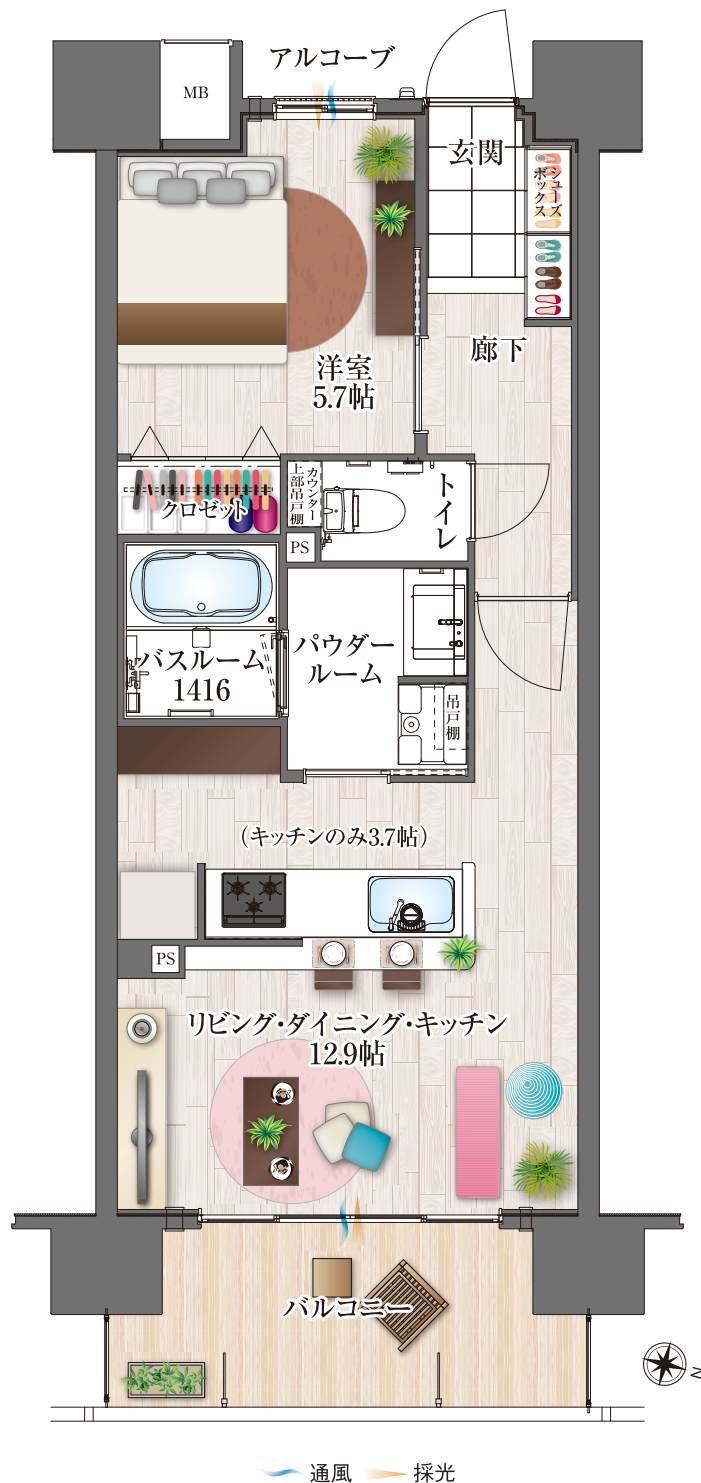 アルコーブ
MB
玄関
シューズ
ボックス
廊下
洋室
5.7帖
クロゼット
カウンター
上部吊戸棚
トイレ
PS
バスルーム
1416
パウダー
ルーム
吊戸棚
(キッチンのみ3.7帖)
PS
リビング・ダイニング・キッチン
12.9帖
バルコニー
N
通風
採光